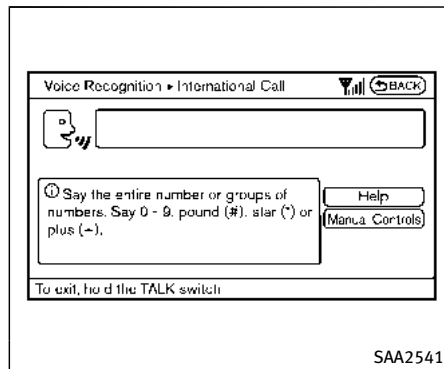 Voice Recognition ▸ International Call
BACK
Say the entire number or groups of
numbers. Say 0 - 9, pound (#), star (*) or
plus (+).
Help
Manual Controls
To exit, hold the TALK switch
SAA2541